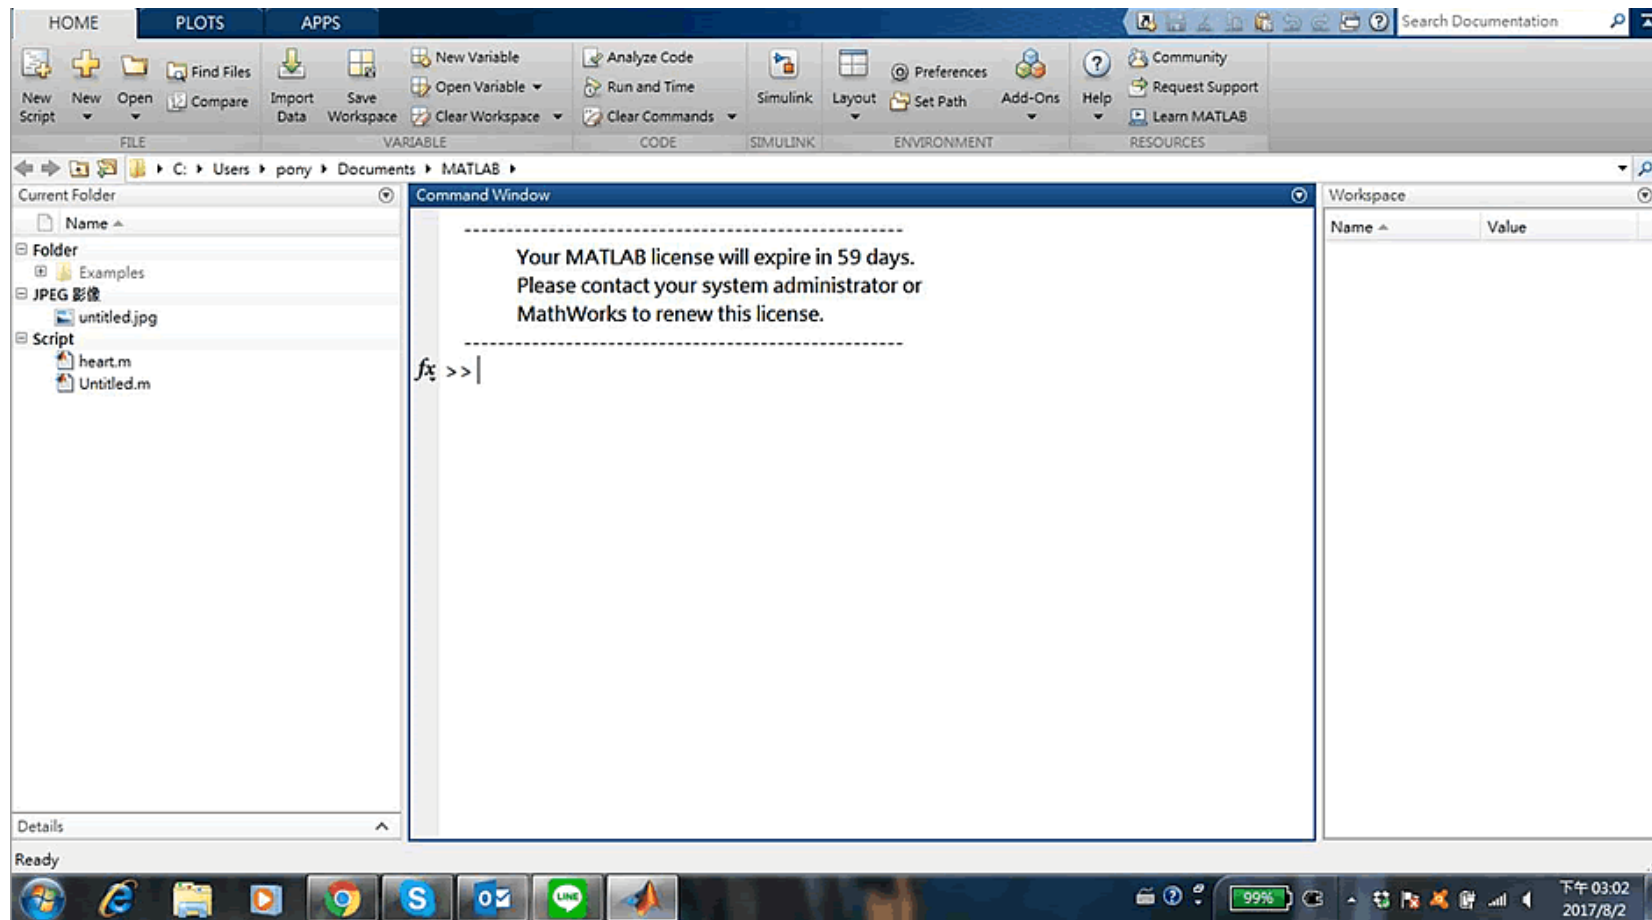 HOME PLOTS APPS
Search Documentation
New Script
New
Open
Find Files
Compare
FILE
Import Data
Save Workspace
New Variable
Open Variable
Clear Workspace
VARIABLE
Analyze Code
Run and Time
Clear Commands
CODE
Simulink
SIMULINK
Layout
Preferences
Set Path
Add-Ons
ENVIRONMENT
Help
Community
Request Support
Learn MATLAB
RESOURCES
C: Users pony Documents MATLAB
Current Folder
Name
Folder
Examples
JPEG 影像
untitled.jpg
Script
heart.m
Untitled.m
Details
Command Window
----------------------------------------------------
Your MATLAB license will expire in 59 days.
Please contact your system administrator or
MathWorks to renew this license.
----------------------------------------------------
fx >>
Workspace
Name Value
Ready
LINE
99%
下午 03:02
2017/8/2